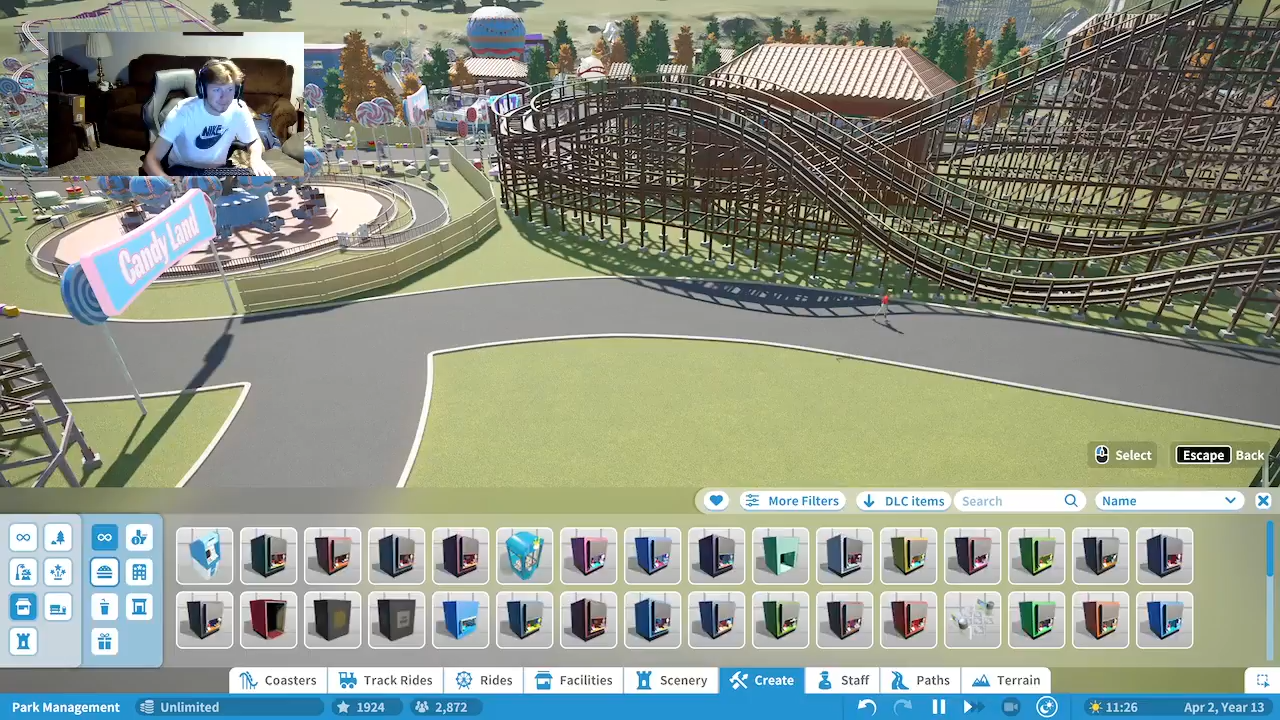 NIKE
Candy Land
Select
Escape Back
More Filters
DLC items
Search
Name
Coasters
Track Rides
Rides
Facilities
Scenery
Create
Staff
Paths
Terrain
Park Management
Unlimited
1924
2,872
11:26
Apr 2, Year 13